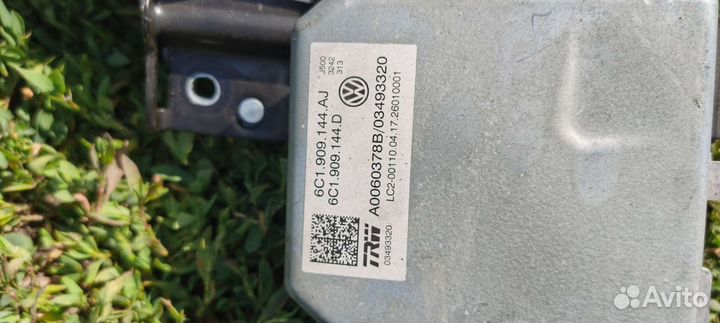 6C1.909.144.AJ
6C1.909.144.D
J500
3242
313
A0060378B/03493320
LC2-00110.04.17.26010001
TRW
03493320
Avito